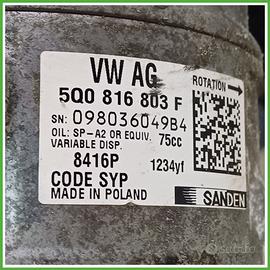 VW AG
ROTATION
5Q0 816 803 F
SN: 098036049B4
OIL: SP-A2 OR EQUIV. 75cc
VARIABLE DISP.
8416P 1234yf
CODE SYP
MADE IN POLAND
SANDEN
subito